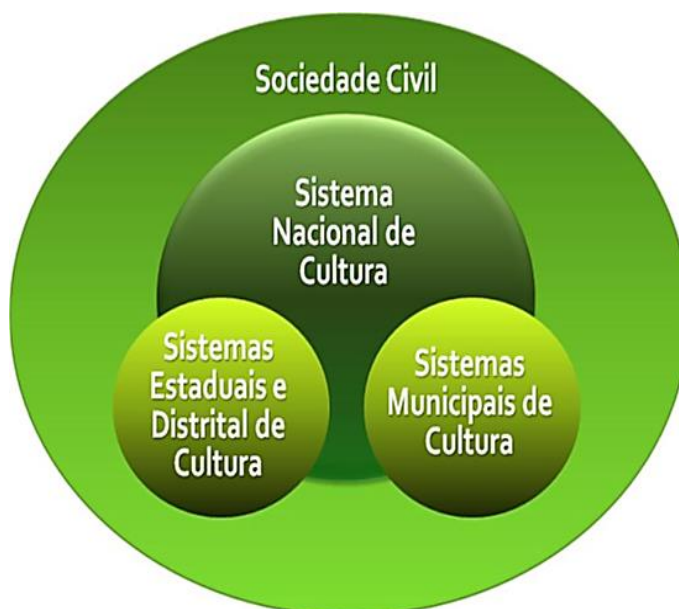 Sociedade Civil
Sistema
Nacional de
Cultura
Sistemas
Estaduais e
Distrital de
Cultura
Sistemas
Municipais de
Cultura